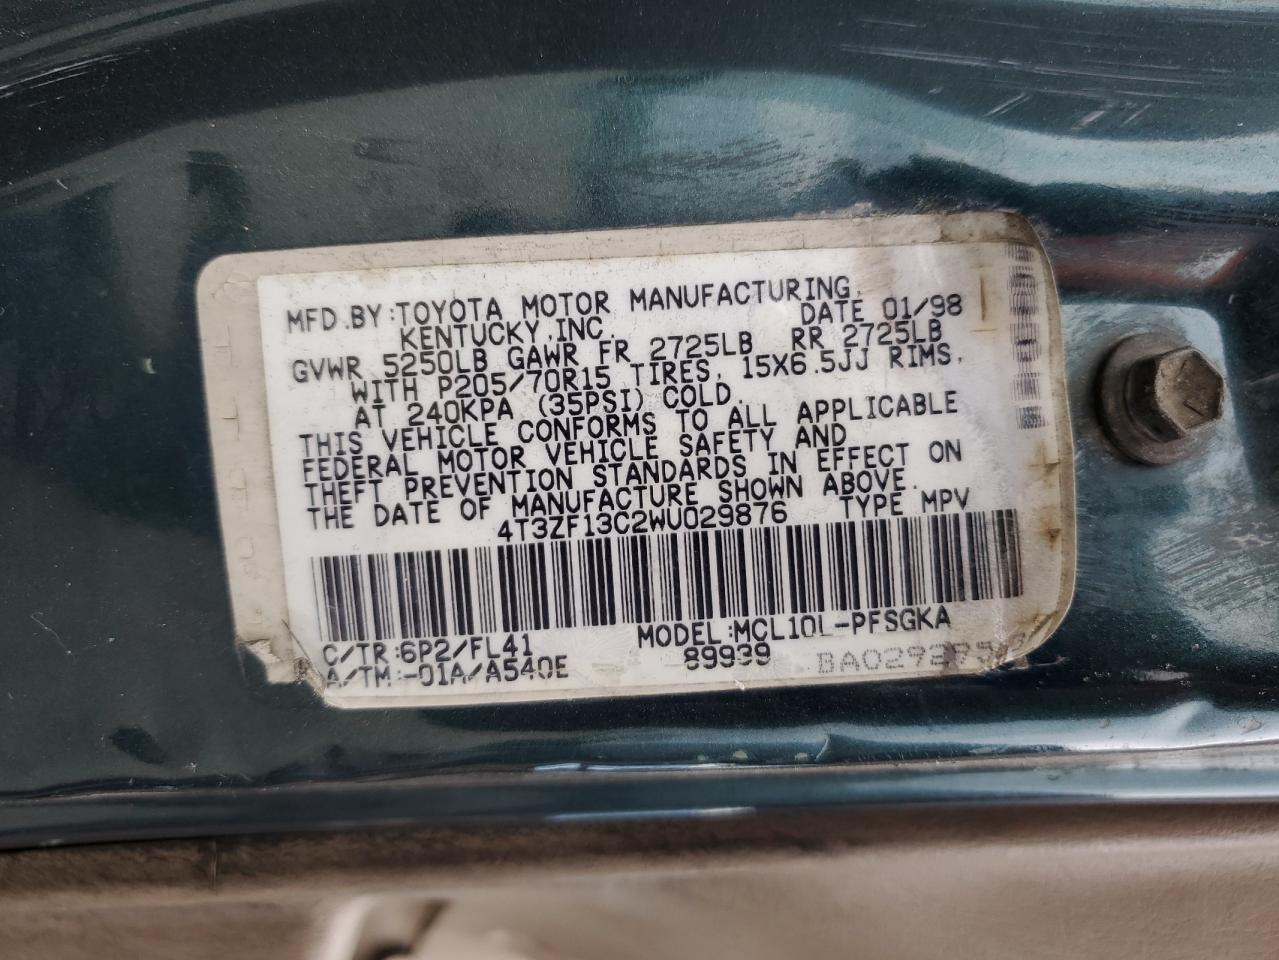 MFD.BY:TOYOTA MOTOR MANUFACTURING,
KENTUCKY,INC. DATE 01/98
GVWR 5250LB GAWR FR 2725LB RR 2725LB
WITH P205/70R15 TIRES, 15X6.5JJ RIMS,
AT 240KPA (35PSI) COLD.
THIS VEHICLE CONFORMS TO ALL APPLICABLE
FEDERAL MOTOR VEHICLE SAFETY AND
THEFT PREVENTION STANDARDS IN EFFECT ON
THE DATE OF MANUFACTURE SHOWN ABOVE.
4T3ZF13C2WU029876 TYPE MPV
C/TR:6P2/FL41 MODEL:MCL10L-PFSGKA
A/TM:-01A/A540E 89939